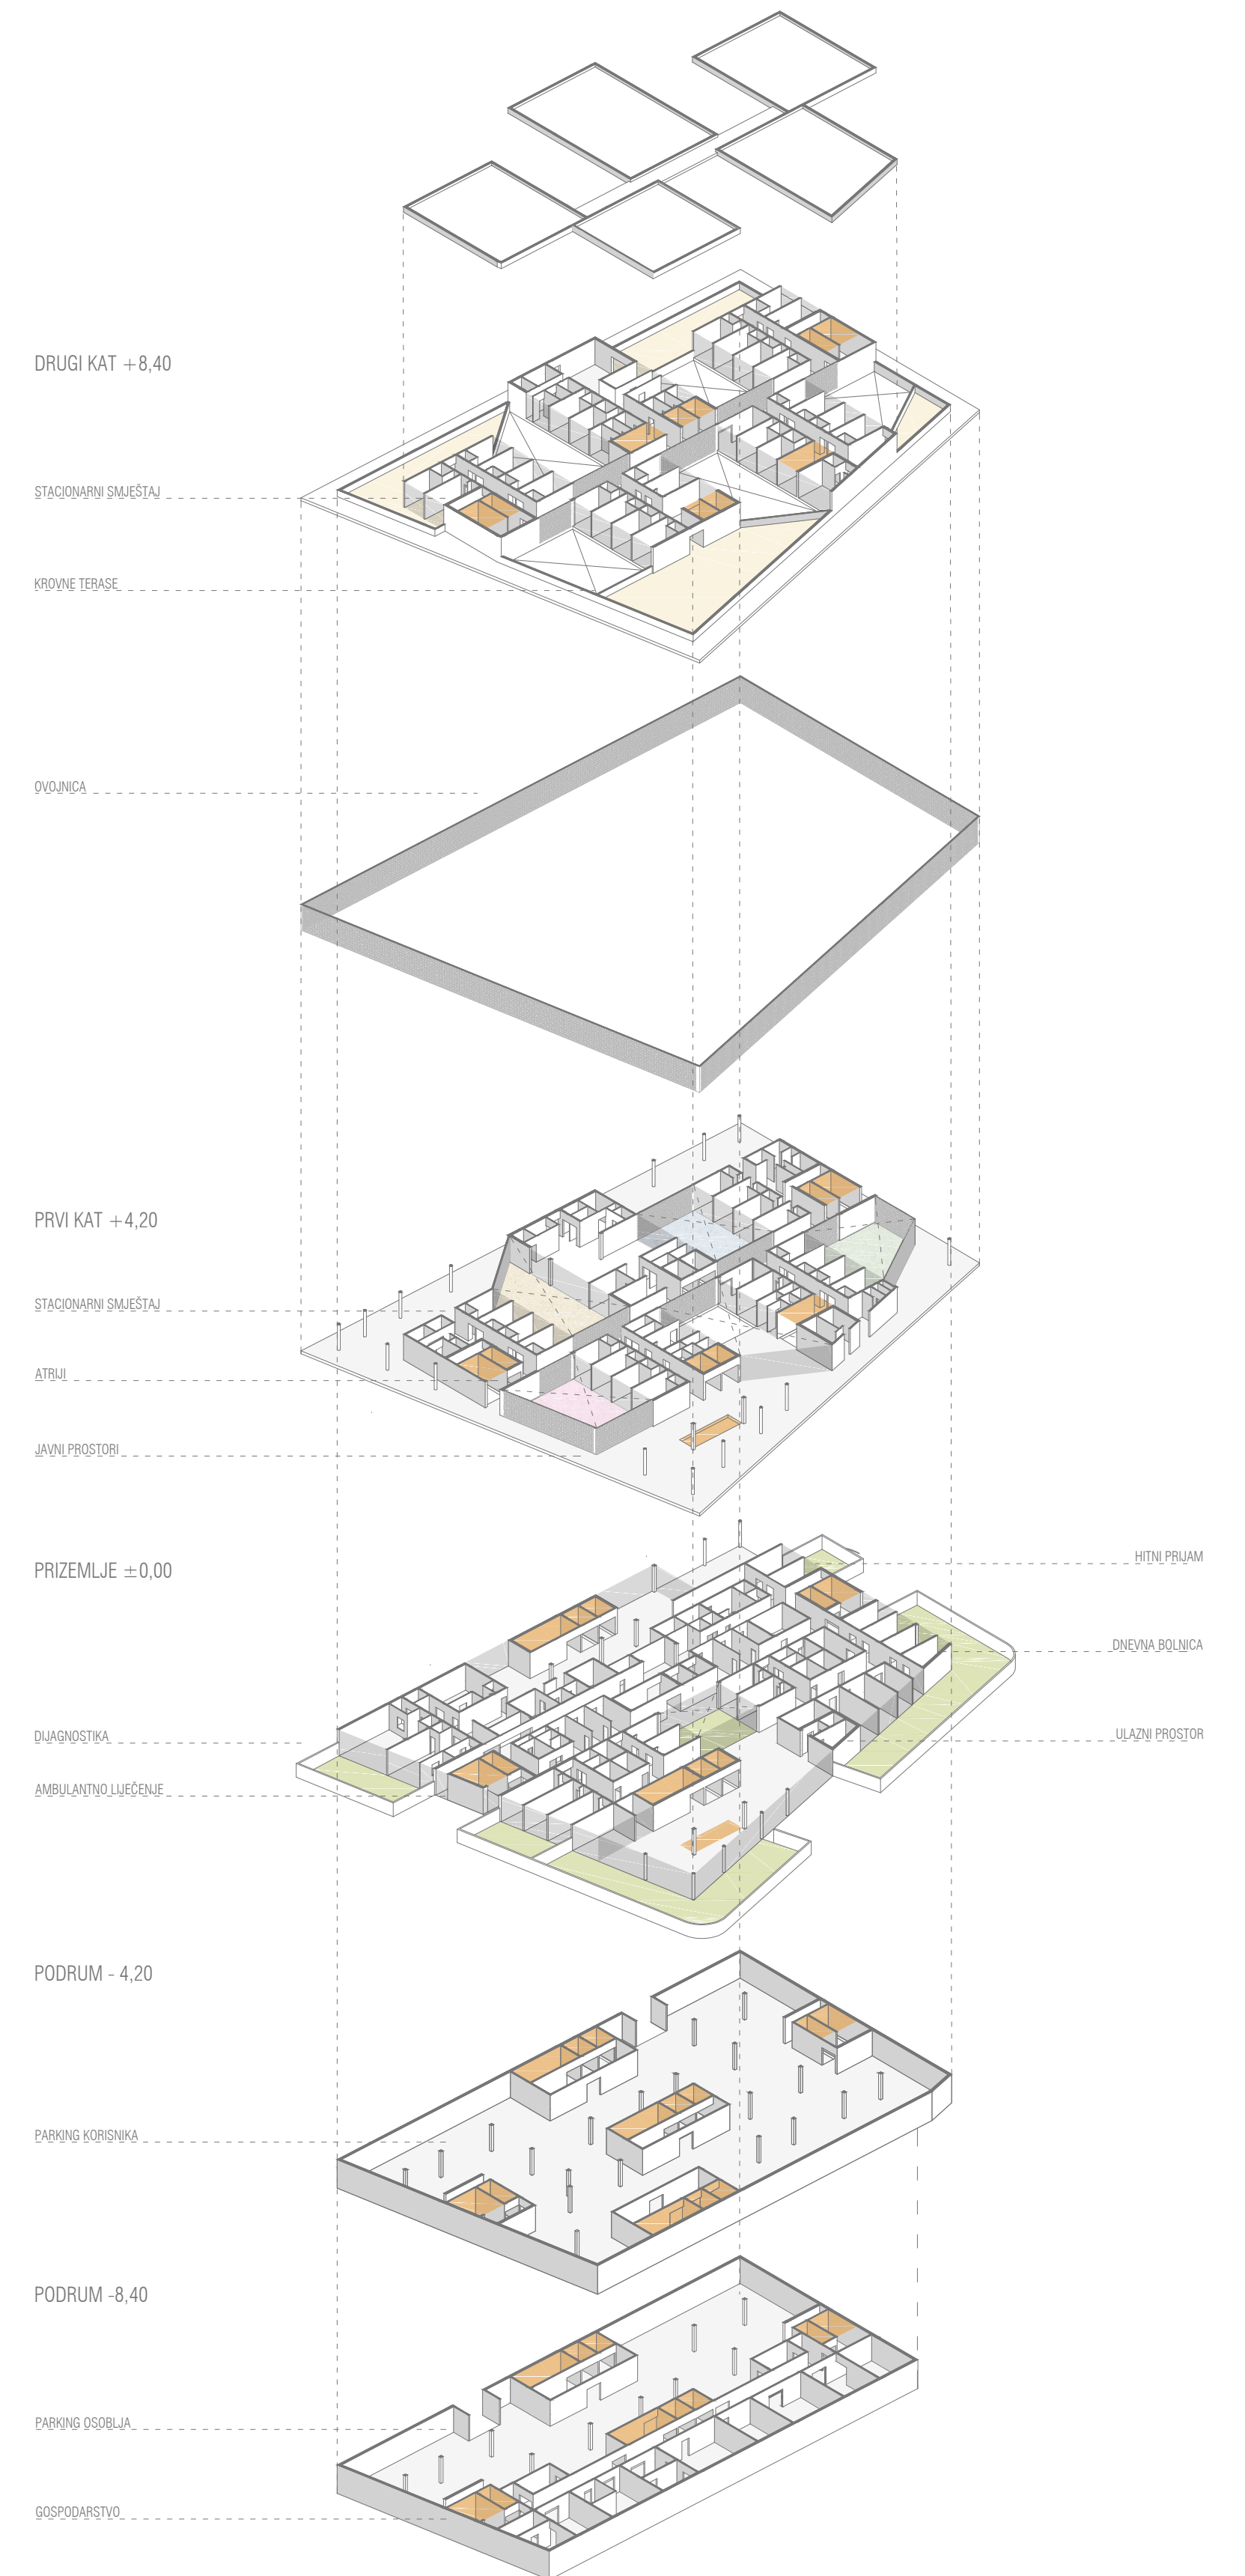 DRUGI KAT +8,40
STACIONARNI SMJEŠTAJ
KROVNE TERASE
OVOJNICA
PRVI KAT +4,20
STACIONARNI SMJEŠTAJ
ATRIJI
JAVNI PROSTORI
HITNI PRIJAM
PRIZEMLJE ±0,00
DNEVNA BOLNICA
ULAZNI PROSTOR
DIJAGNOSTIKA
AMBULANTNO LIJEČENJE
PODRUM - 4,20
PARKING KORISNIKA
PODRUM -8,40
PARKING OSOBLJA
GOSPODARSTVO